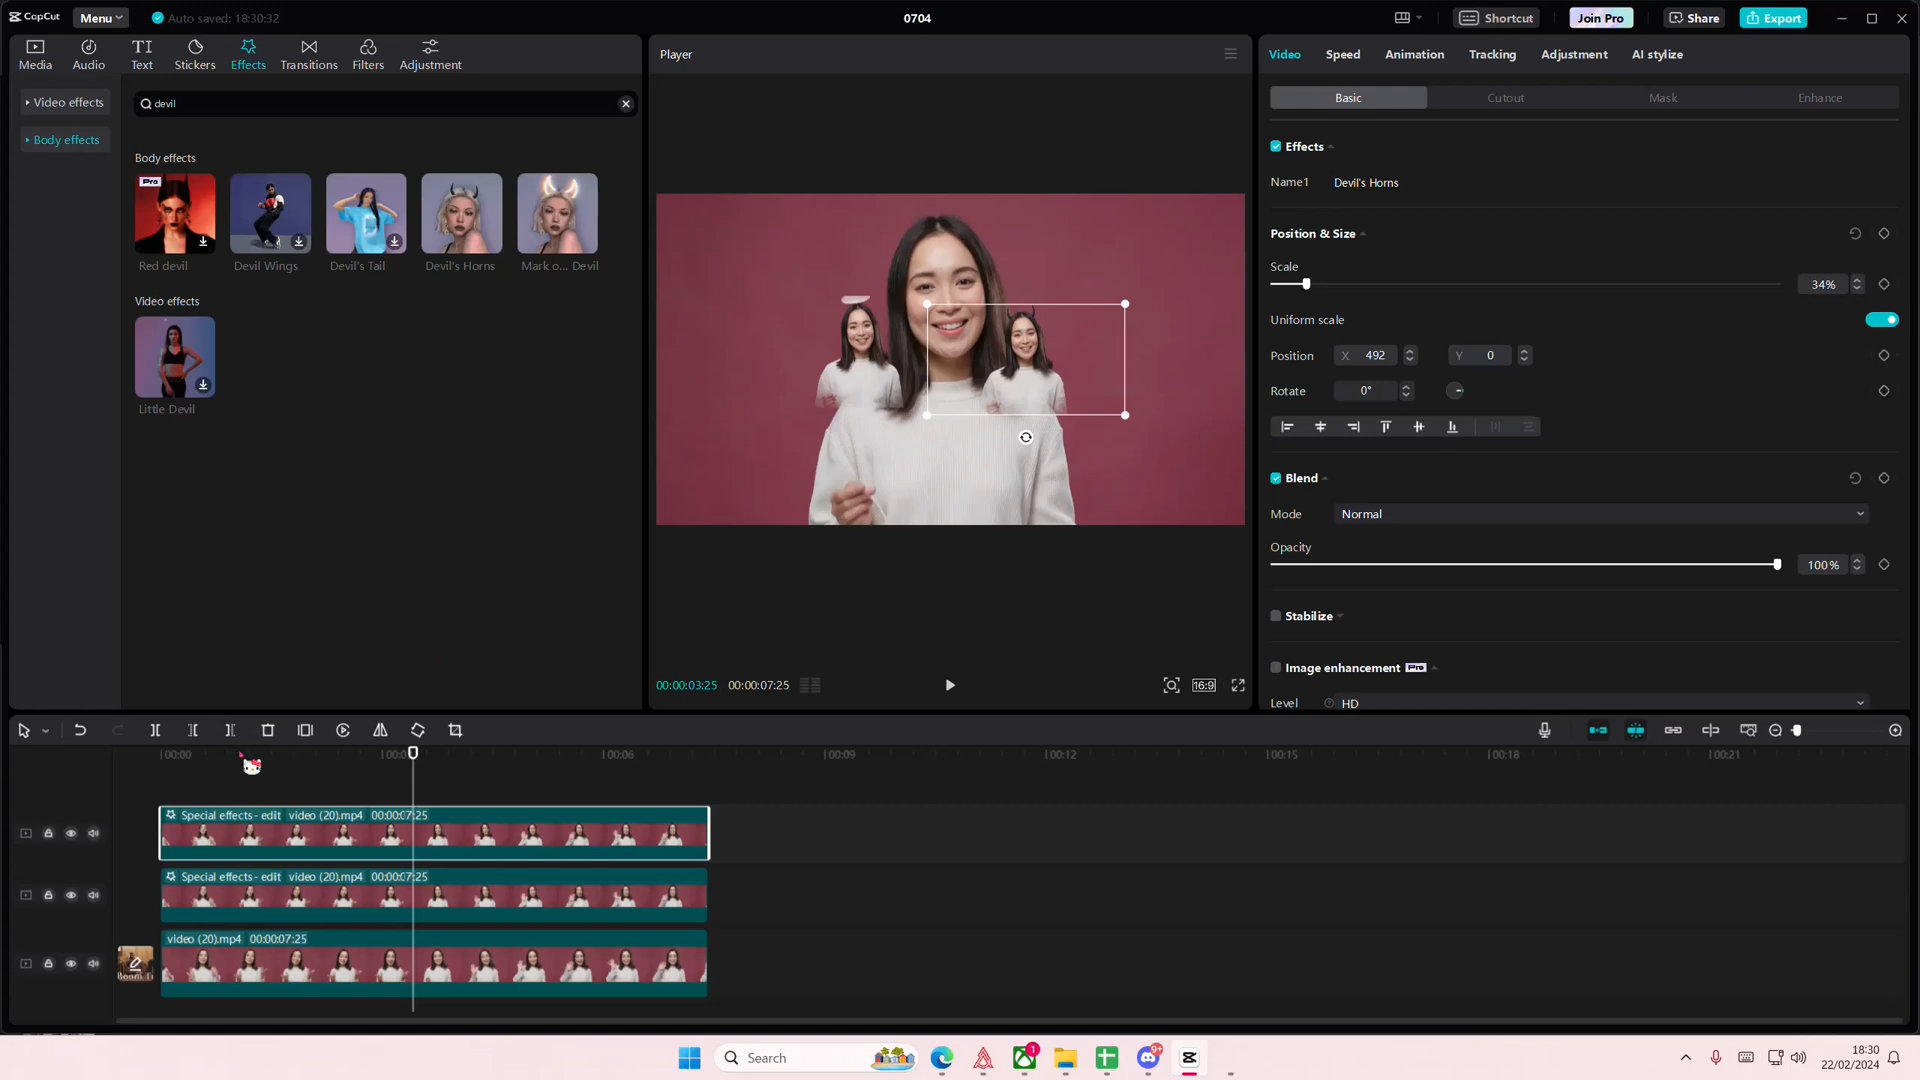 CapCut
Menu
Auto saved: 18:30:32
0704
Shortcut
Join Pro
Share
Export
Media
Audio
Text
Stickers
Effects
Transitions
Filters
Adjustment
Video effects
Body effects
devil
Body effects
Pro
Red devil
Devil Wings
Devil's Tail
Devil's Horns
Mark o... Devil
Video effects
Little Devil
Player
00:00:03:25
00:00:07:25
16:9
Video
Speed
Animation
Tracking
Adjustment
AI stylize
Basic
Cutout
Mask
Enhance
Effects
Name1
Devil's Horns
Position & Size
Scale
34%
Uniform scale
Position
X
492
Y
0
Rotate
0°
Blend
Mode
Normal
Opacity
100%
Stabilize
Image enhancement
Pro
Level
HD
00:00
00:06
00:09
00:12
00:15
00:18
00:21
Special effects - edit video (20).mp4 00:00:07:25
Special effects - edit video (20).mp4 00:00:07:25
video (20).mp4 00:00:07:25
Search
1
9+
18:30
22/02/2024